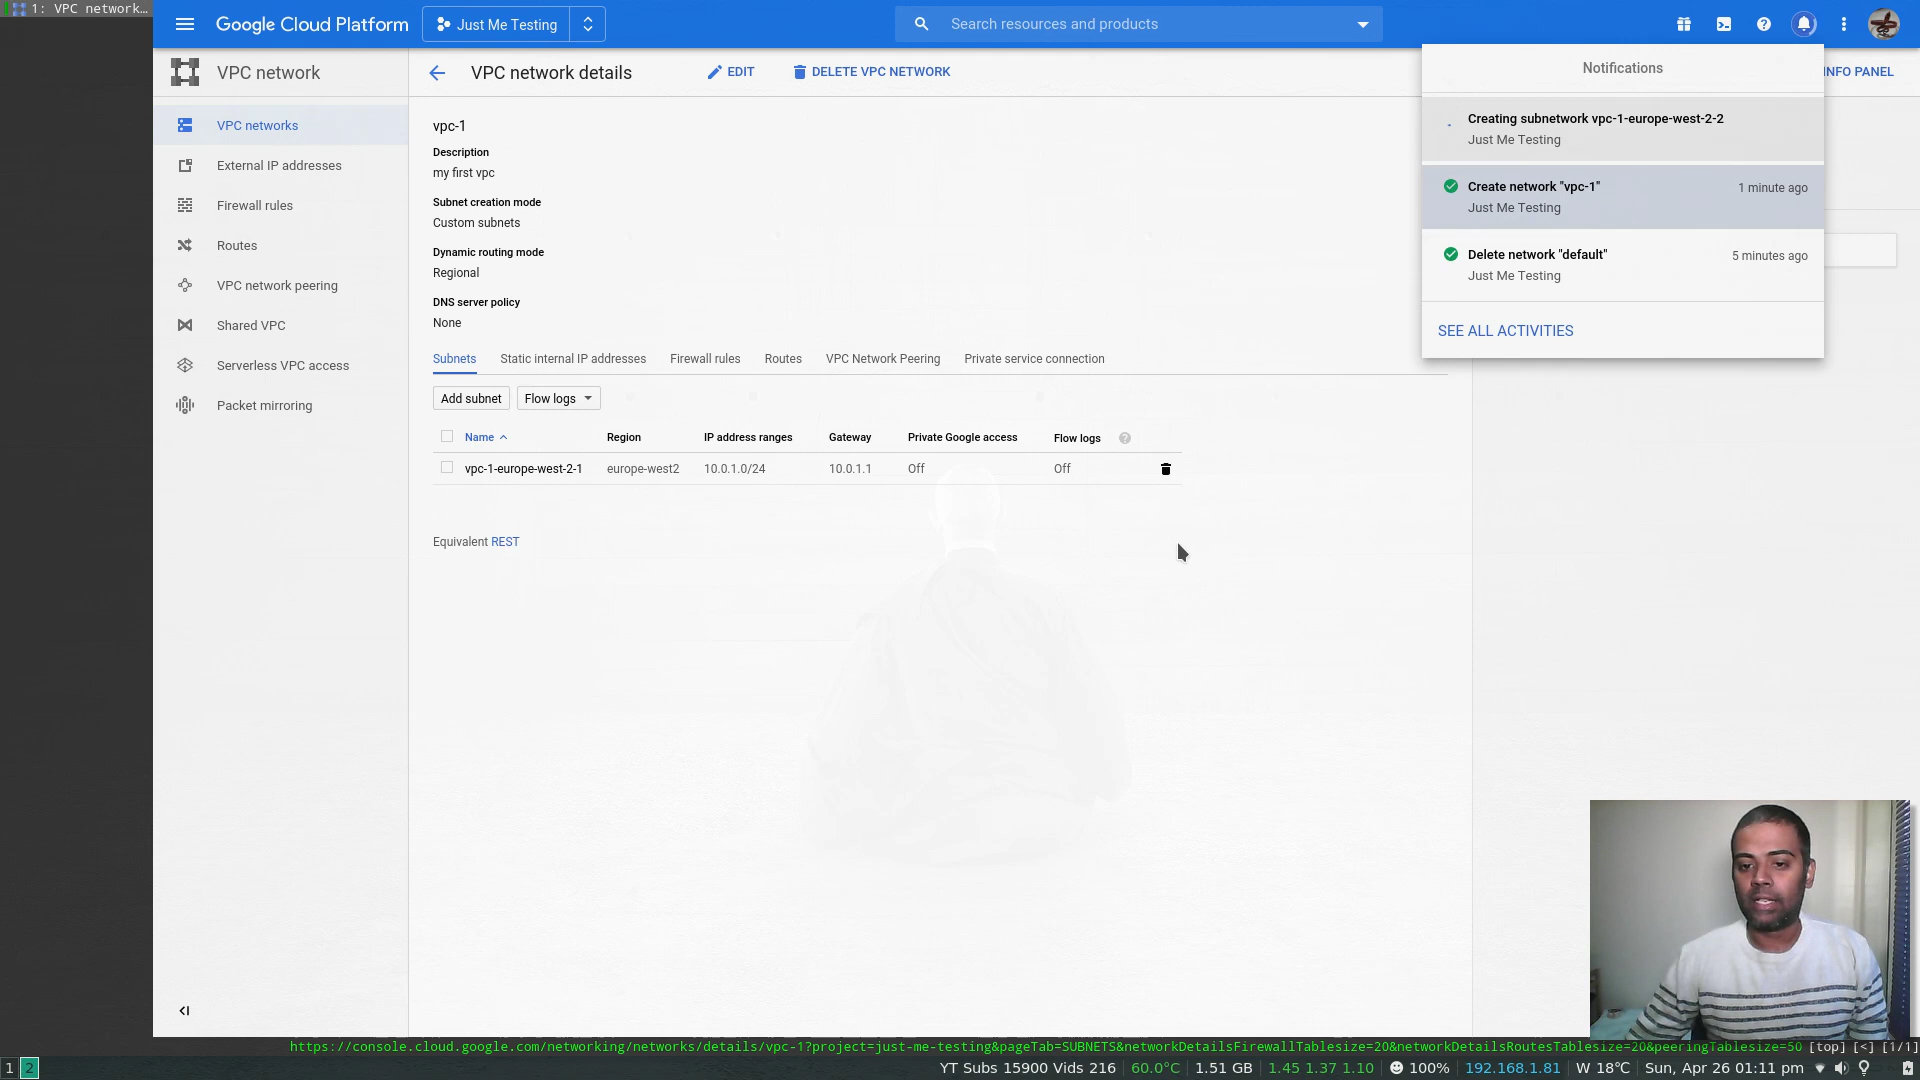 1: VPC network…
Google Cloud Platform
Just Me Testing
Search resources and products
VPC network
VPC network details
EDIT
DELETE VPC NETWORK
INFO PANEL
VPC networks
External IP addresses
Firewall rules
Routes
VPC network peering
Shared VPC
Serverless VPC access
Packet mirroring
vpc-1
Description
my first vpc
Subnet creation mode
Custom subnets
Dynamic routing mode
Regional
DNS server policy
None
Subnets Static internal IP addresses Firewall rules Routes VPC Network Peering Private service connection
Add subnet Flow logs
Name Region IP address ranges Gateway Private Google access Flow logs
vpc-1-europe-west-2-1 europe-west2 10.0.1.0/24 10.0.1.1 Off Off
Equivalent REST
Notifications
Creating subnetwork vpc-1-europe-west-2-2
Just Me Testing
Create network "vpc-1" 1 minute ago
Just Me Testing
Delete network "default" 5 minutes ago
Just Me Testing
SEE ALL ACTIVITIES
https://console.cloud.google.com/networking/networks/details/vpc-1?project=just-me-testing&pageTab=SUBNETS&networkDetailsFirewallTablesize=20&networkDetailsRoutesTablesize=20&peeringTablesize=50 [top] [<] [1/1]
1 2 YT Subs 15900 Vids 216 60.0°C 1.51 GB 1.45 1.37 1.10 100% 192.168.1.81 W 18°C Sun, Apr 26 01:11 pm